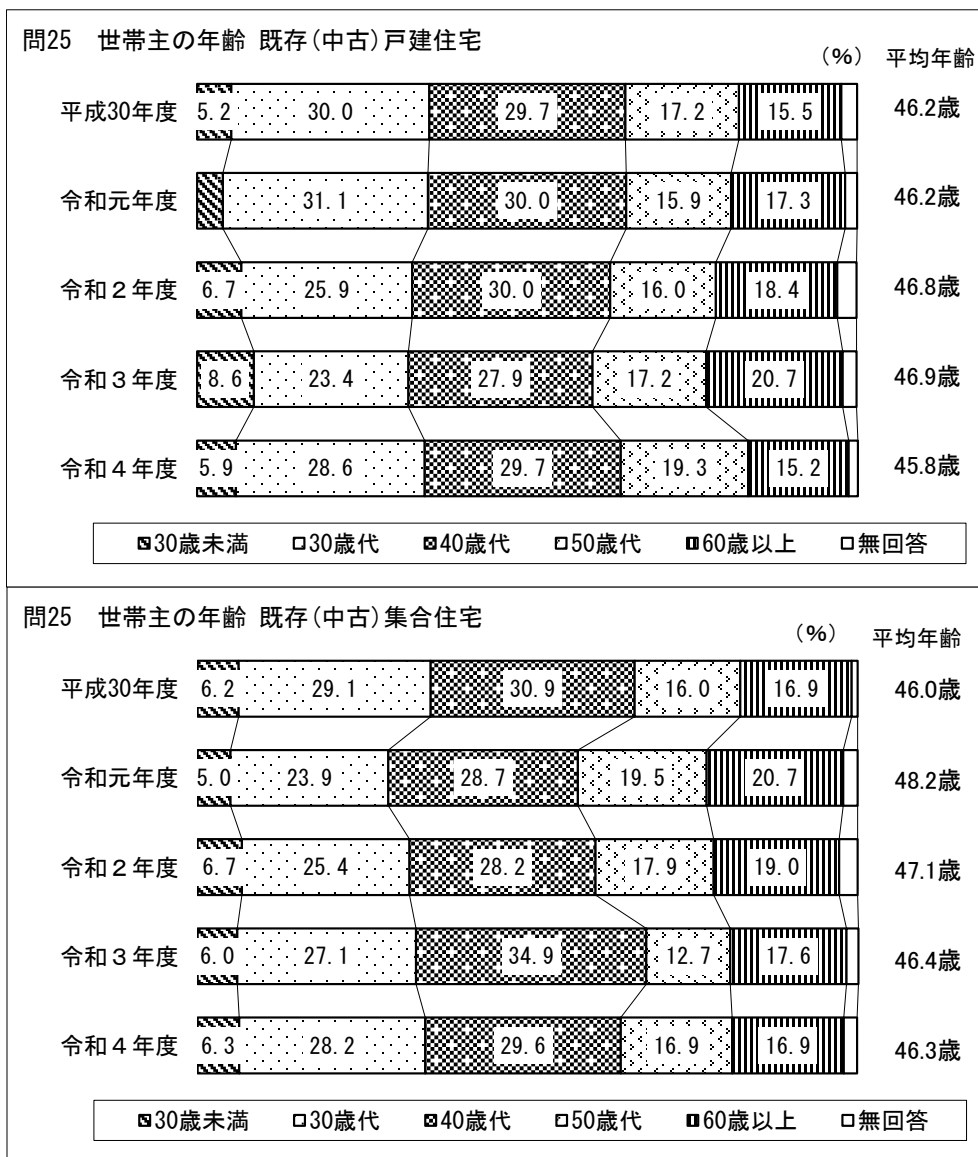 問25 世帯主の年齢 既存(中古)戸建住宅
(%) 平均年齢
平成30年度 5.2 30.0 29.7 17.2 15.5 46.2歳
令和元年度 31.1 30.0 15.9 17.3 46.2歳
令和２年度 6.7 25.9 30.0 16.0 18.4 46.8歳
令和３年度 8.6 23.4 27.9 17.2 20.7 46.9歳
令和４年度 5.9 28.6 29.7 19.3 15.2 45.8歳
30歳未満 30歳代 40歳代 50歳代 60歳以上 無回答
問25 世帯主の年齢 既存(中古)集合住宅
(%) 平均年齢
平成30年度 6.2 29.1 30.9 16.0 16.9 46.0歳
令和元年度 5.0 23.9 28.7 19.5 20.7 48.2歳
令和２年度 6.7 25.4 28.2 17.9 19.0 47.1歳
令和３年度 6.0 27.1 34.9 12.7 17.6 46.4歳
令和４年度 6.3 28.2 29.6 16.9 16.9 46.3歳
30歳未満 30歳代 40歳代 50歳代 60歳以上 無回答